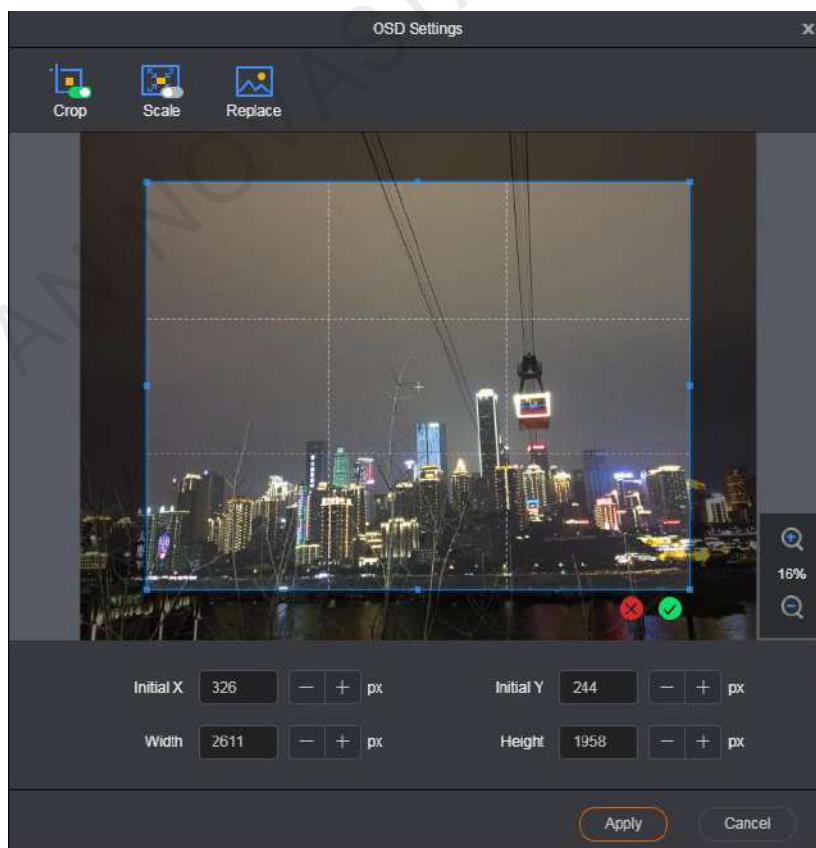 OSD Settings
Crop
Scale
Replace
16%
Initial X 326 px
Initial Y 244 px
Width 2611 px
Height 1958 px
Apply
Cancel